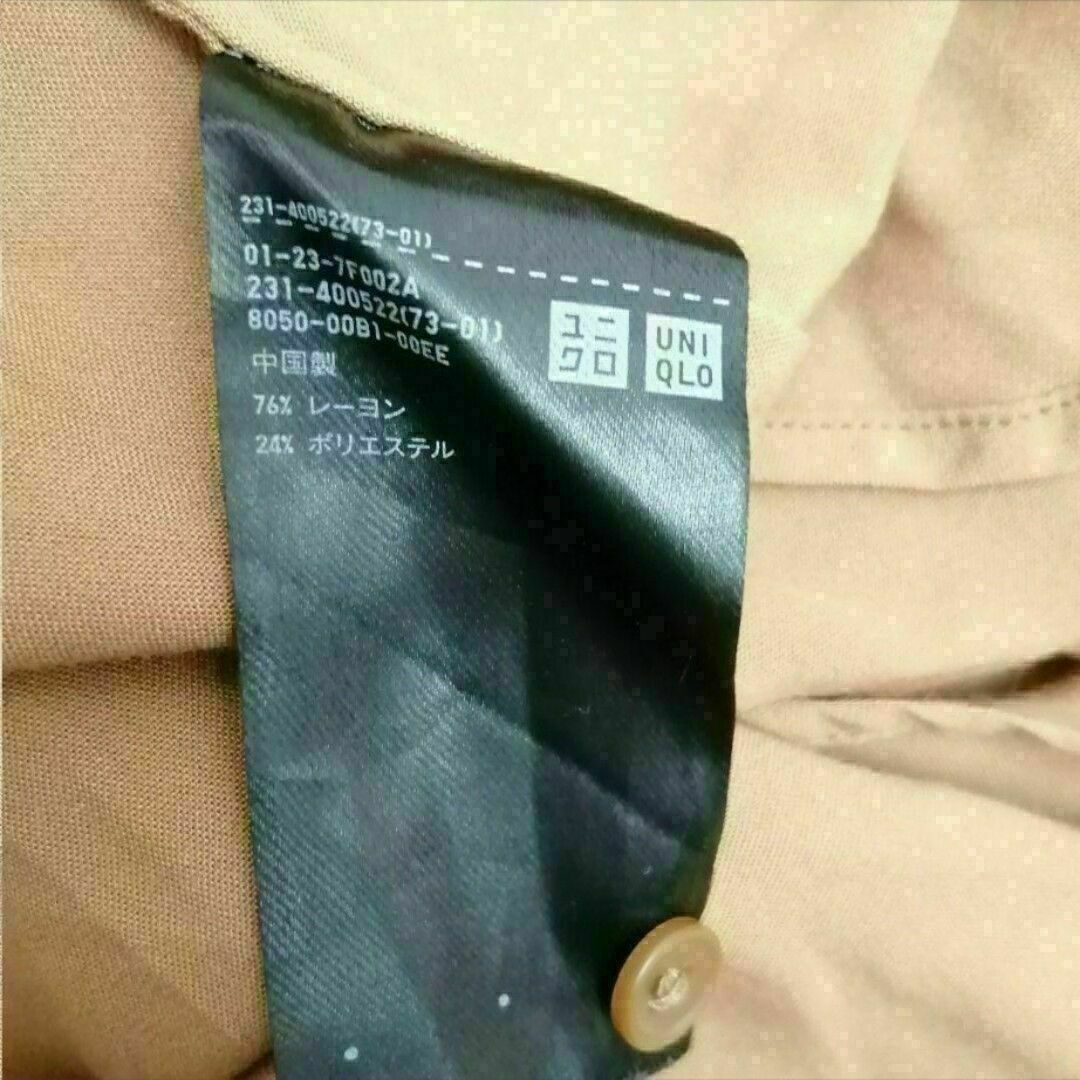 231-400522(73-01)
01-23-7F002A
231-400522(73-01)
8050-00B1-00EE
中国製
76% レーヨン
24% ポリエステル
ユニ
クロ
UNI
QLO